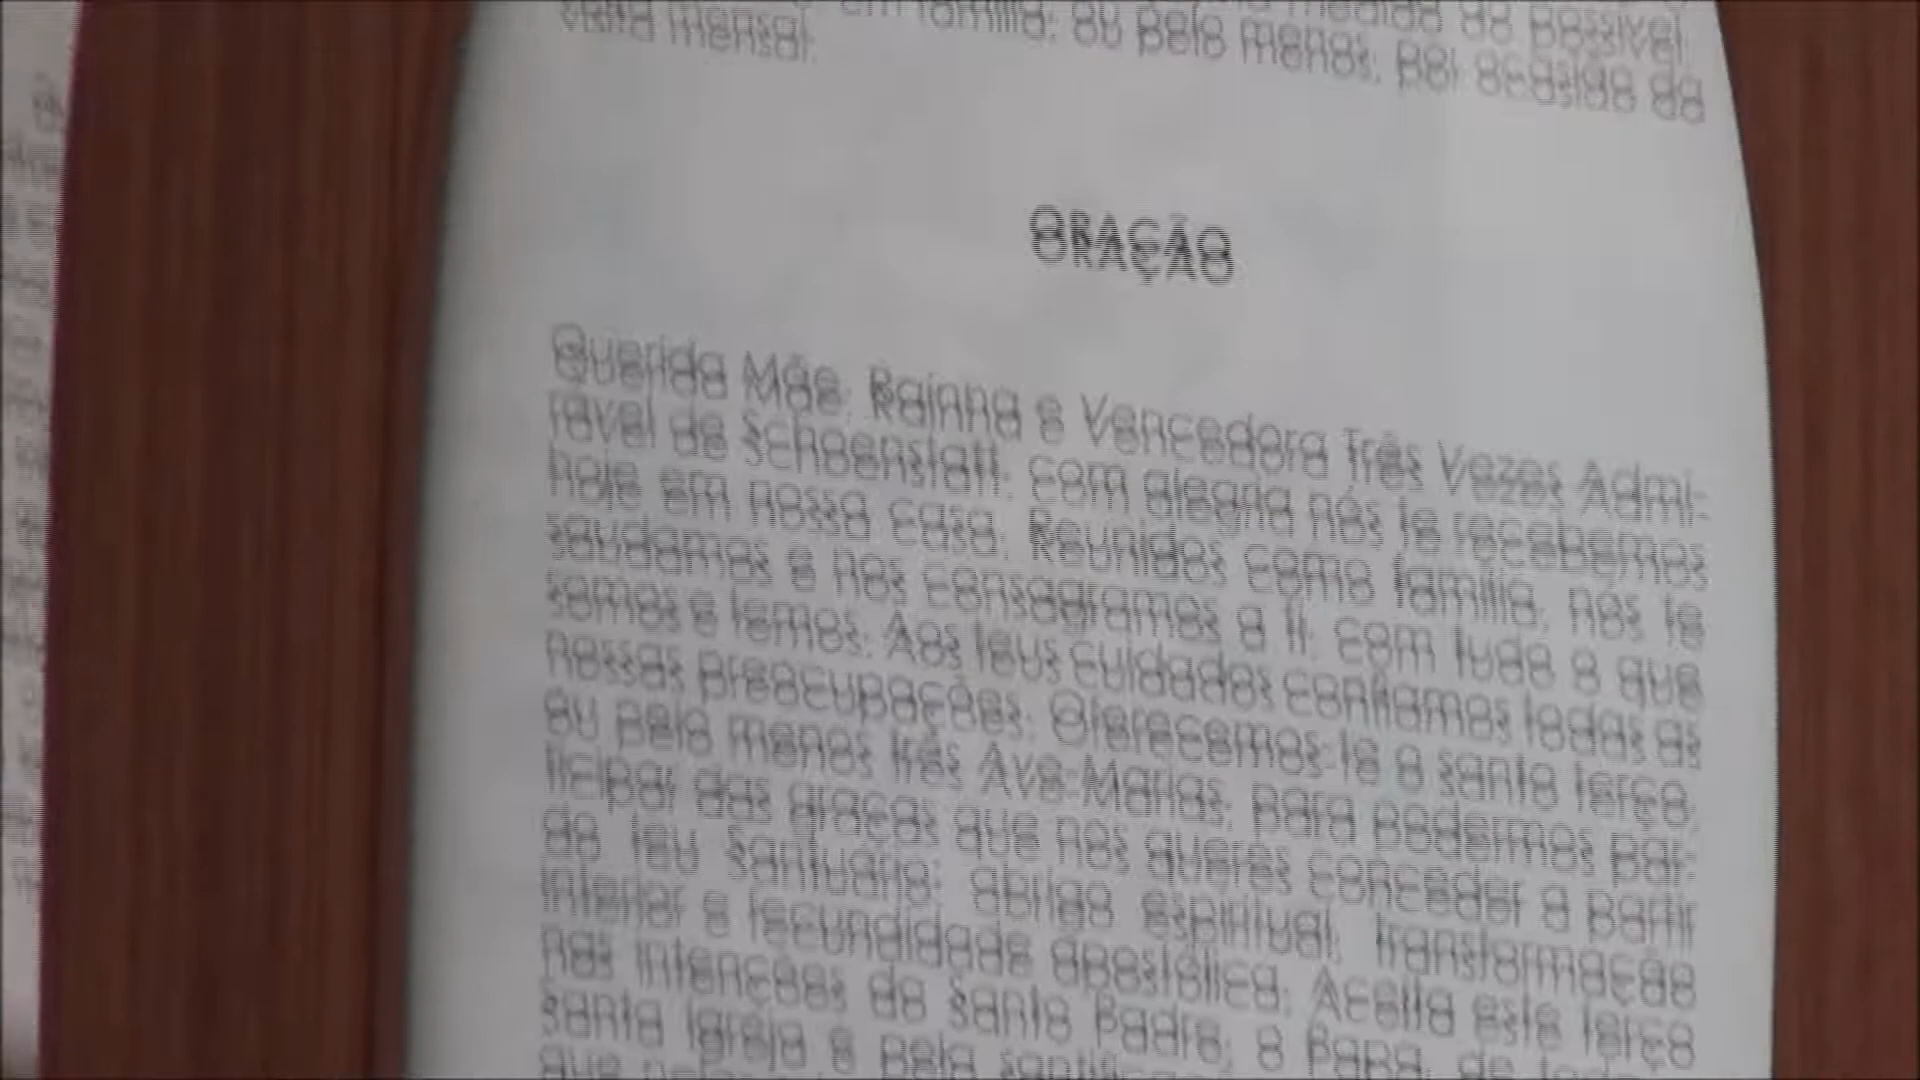 em família, ou pelo menos, por ocasião da
visita mensal.
ORAÇÃO
Querida Mãe, Rainha e Vencedora Três Vezes Admi-
rável de Schoenstatt, com alegria nós te recebemos
hoje em nossa casa. Reunidos como família, nós te
saudamos e nos consagramos a ti, com tudo o que
somos e temos. Aos teus cuidados confiamos todas as
nossas preocupações. Oferecemos-te o santo terço,
ou pelo menos três Ave-Marias, para podermos par-
ticipar das graças que nos queres conceder a partir
do teu Santuário: abrigo espiritual, transformação
interior e fecundidade apostólica. Aceita este terço
nas intenções do Santo Padre, o Papa, de
santa Igreja e pela
que